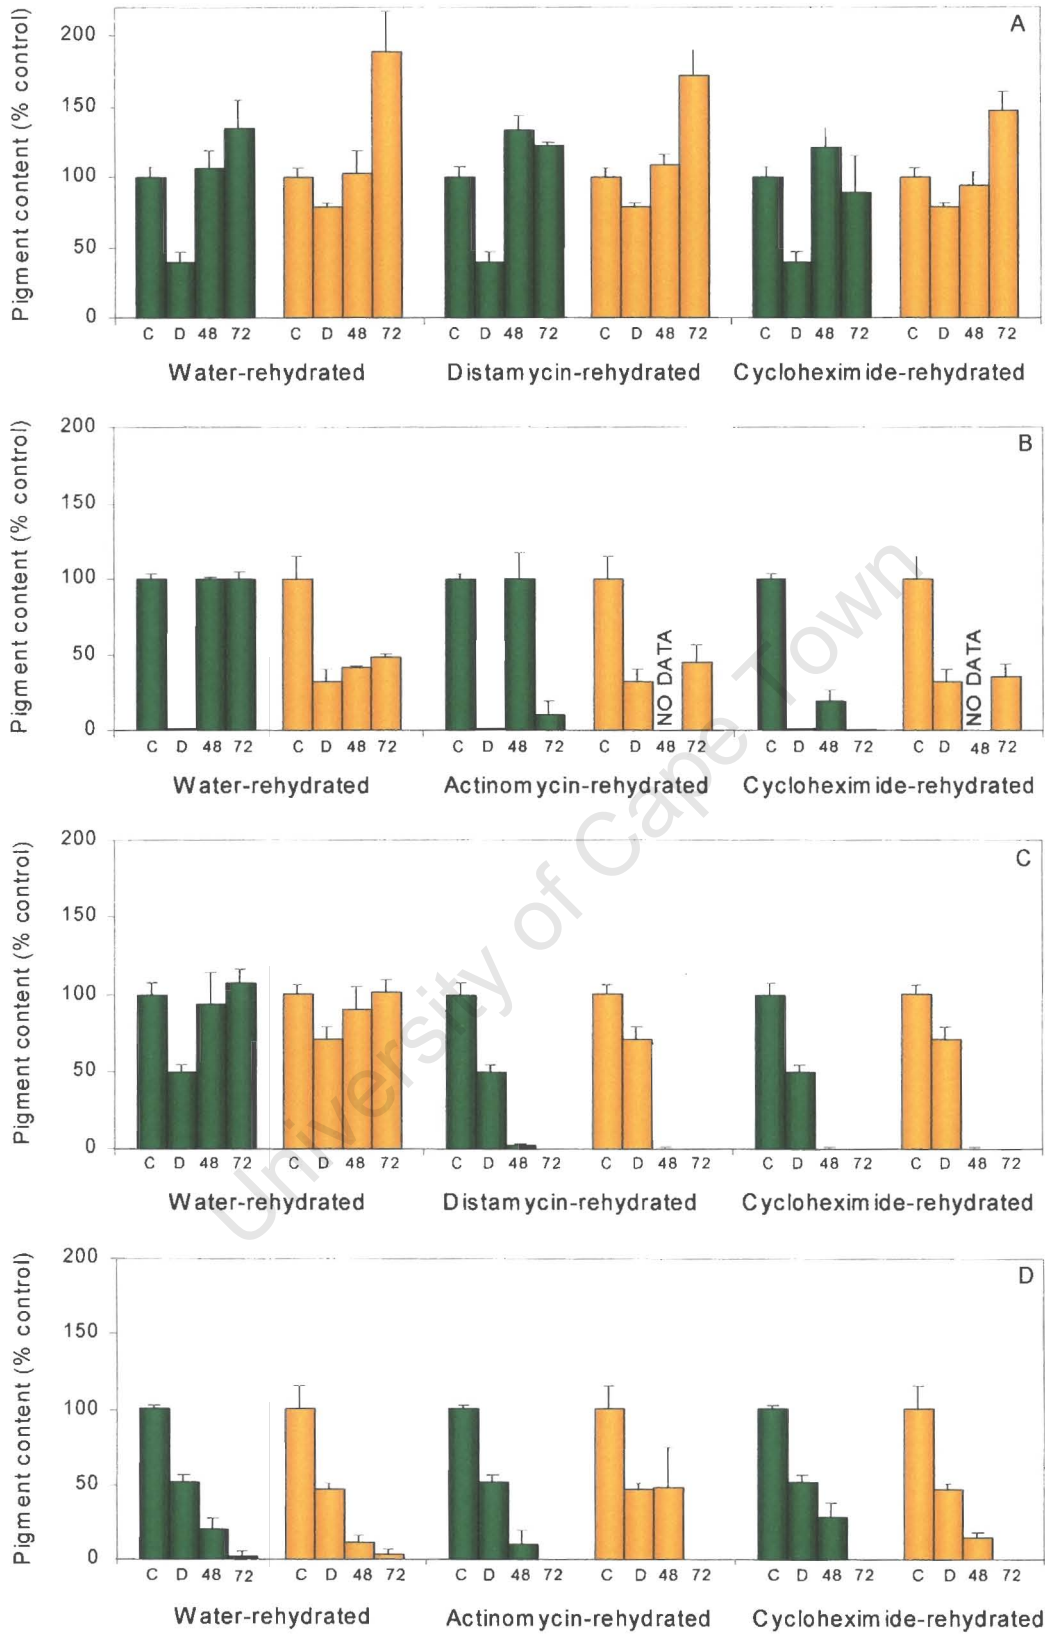 A
Pigment content (% control)
200
150
100
50
0
C D 48 72 C D 48 72 C D 48 72 C D 48 72 C D 48 72 C D 48 72
Water-rehydrated Distamycin-rehydrated Cycloheximide-rehydrated
B
Pigment content (% control)
200
150
100
50
0
NO DATA NO DATA
C D 48 72 C D 48 72 C D 48 72 C D 48 72 C D 48 72 C D 48 72
Water-rehydrated Actinomycin-rehydrated Cycloheximide-rehydrated
C
Pigment content (% control)
200
150
100
50
0
C D 48 72 C D 48 72 C D 48 72 C D 48 72 C D 48 72 C D 48 72
Water-rehydrated Distamycin-rehydrated Cycloheximide-rehydrated
D
Pigment content (% control)
200
150
100
50
0
C D 48 72 C D 48 72 C D 48 72 C D 48 72 C D 48 72 C D 48 72
Water-rehydrated Actinomycin-rehydrated Cycloheximide-rehydrated
University of Cape Town